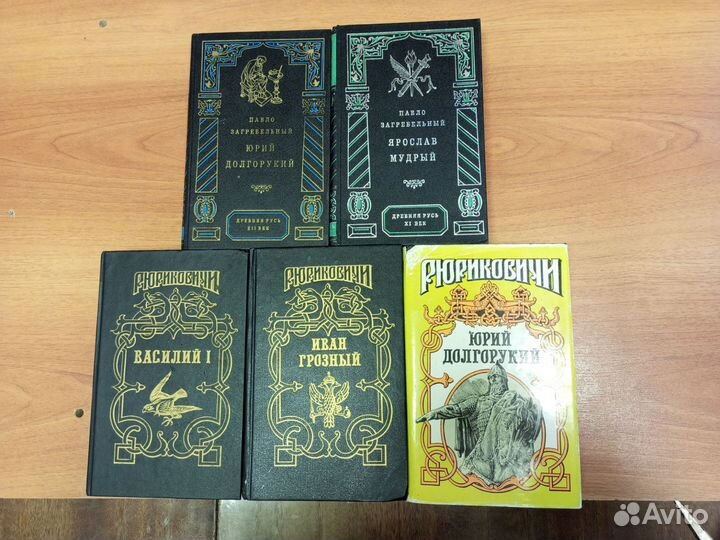 ПАВЛО
ЗАГРЕБЕЛЬНЫЙ
ЮРИЙ
ДОЛГОРУКИЙ
ДРЕВНЯЯ РУСЬ
XII ВЕК
ПАВЛО
ЗАГРЕБЕЛЬНЫЙ
ЯРОСЛАВ
МУДРЫЙ
ДРЕВНЯЯ РУСЬ
XI ВЕК
РЮРИКОВИЧИ
ВАСИЛИЙ I
РЮРИКОВИЧИ
ИВАН
ГРОЗНЫЙ
РЮРИКОВИЧИ
ЮРИЙ
ДОЛГОРУКИЙ
Avito